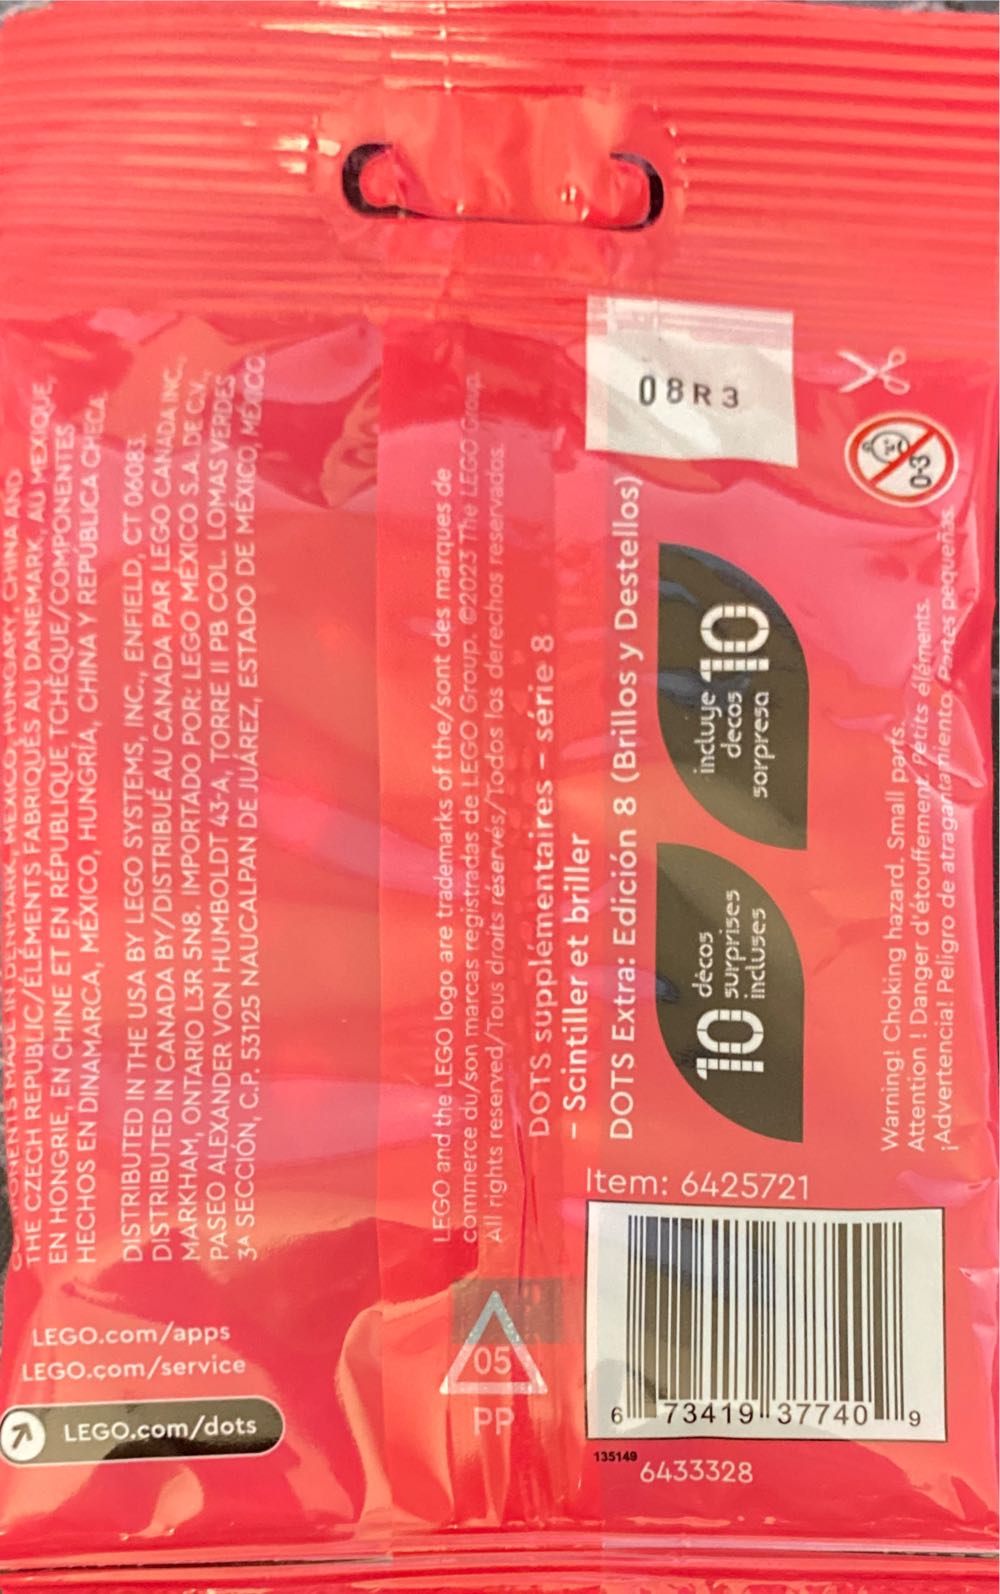 THE CZECH REPUBLIC/ÉLÉMENTS FABRIQUÉS AU DANEMARK, AU MEXIQUE,
EN HONGRIE, EN CHINE ET EN RÉPUBLIQUE TCHÈQUE/COMPONENTES
HECHOS EN DINAMARCA, MÉXICO, HUNGRÍA, CHINA Y REPÚBLICA CHECA.
DISTRIBUTED IN THE USA BY LEGO SYSTEMS, INC., ENFIELD, CT 06083.
DISTRIBUTED IN CANADA BY/DISTRIBUÉ AU CANADA PAR LEGO CANADA INC.,
MARKHAM, ONTARIO L3R 5N8. IMPORTADO POR: LEGO MÉXICO S.A. DE C.V.,
PASEO ALEXANDER VON HUMBOLDT 43-A, TORRE II PB COL. LOMAS VERDES
3A SECCIÓN, C.P. 53125 NAUCALPAN DE JUÁREZ, ESTADO DE MÉXICO, MÉXICO.
LEGO.com/apps
LEGO.com/service
LEGO.com/dots
LEGO and the LEGO logo are trademarks of the/sont des marques de
commerce du/son marcas registradas de LEGO Group. ©2023 The LEGO Group.
All rights reserved/Tous droits réservés/Todos los derechos reservados.
05
PP
DOTS supplémentaires – série 8
– Scintiller et briller
DOTS Extra: Edición 8 (Brillos y Destellos)
08R3
10 décos
surprises
incluses
incluye 10
decos
sorpresa
0-3
Warning! Choking hazard. Small parts.
Attention ! Danger d'étouffement. Petits éléments.
¡Advertencia! Peligro de atragantamiento. Partes pequeñas.
Item: 6425721
6 73419 37740 9
135149
6433328